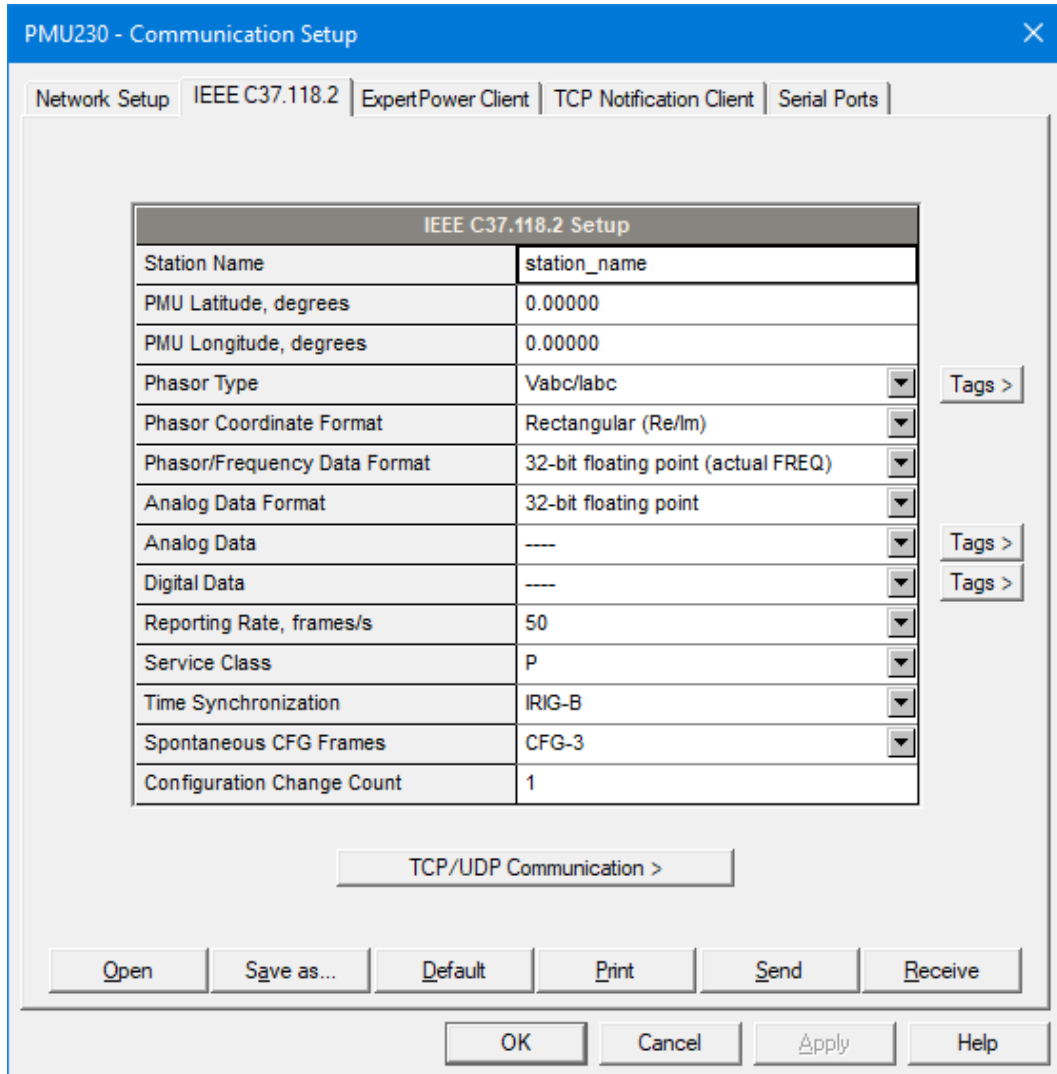 PMU230 - Communication Setup
Network Setup IEEE C37.118.2 ExpertPower Client TCP Notification Client Serial Ports
IEEE C37.118.2 Setup
Station Name station_name
PMU Latitude, degrees 0.00000
PMU Longitude, degrees 0.00000
Phasor Type Vabc/Iabc Tags >
Phasor Coordinate Format Rectangular (Re/Im)
Phasor/Frequency Data Format 32-bit floating point (actual FREQ)
Analog Data Format 32-bit floating point
Analog Data ---- Tags >
Digital Data ---- Tags >
Reporting Rate, frames/s 50
Service Class P
Time Synchronization IRIG-B
Spontaneous CFG Frames CFG-3
Configuration Change Count 1
TCP/UDP Communication >
Open Save as... Default Print Send Receive
OK Cancel Apply Help